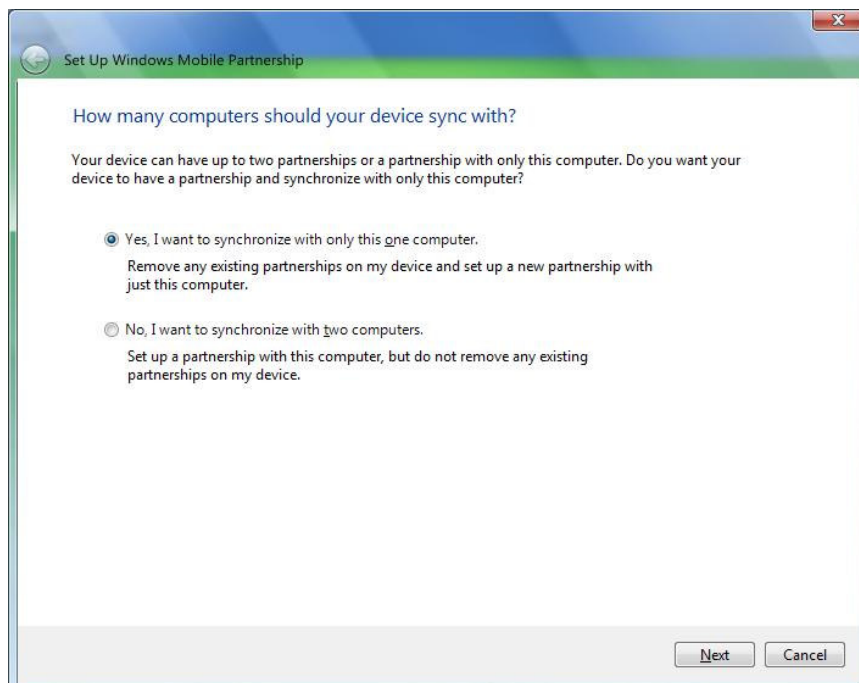 Set Up Windows Mobile Partnership
How many computers should your device sync with?
Your device can have up to two partnerships or a partnership with only this computer. Do you want your
device to have a partnership and synchronize with only this computer?
Yes, I want to synchronize with only this one computer.
Remove any existing partnerships on my device and set up a new partnership with
just this computer.
No, I want to synchronize with two computers.
Set up a partnership with this computer, but do not remove any existing
partnerships on my device.
Next Cancel